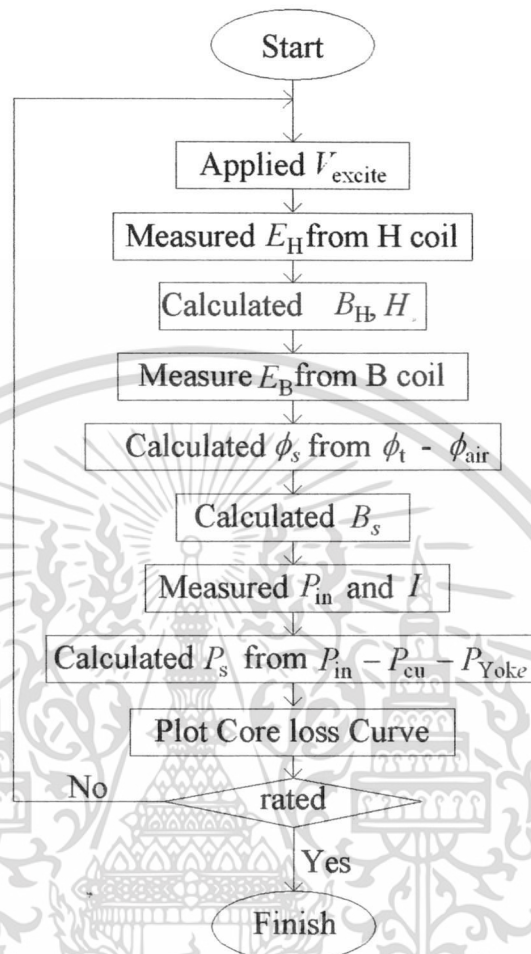 Start
Applied V_excite
Measured E_H from H coil
Calculated B_H, H
Measure E_B from B coil
Calculated ϕ_s from ϕ_t - ϕ_air
Calculated B_s
Measured P_in and I
Calculated P_s from P_in – P_cu – P_Yoke
Plot Core loss Curve
No
rated
Yes
Finish